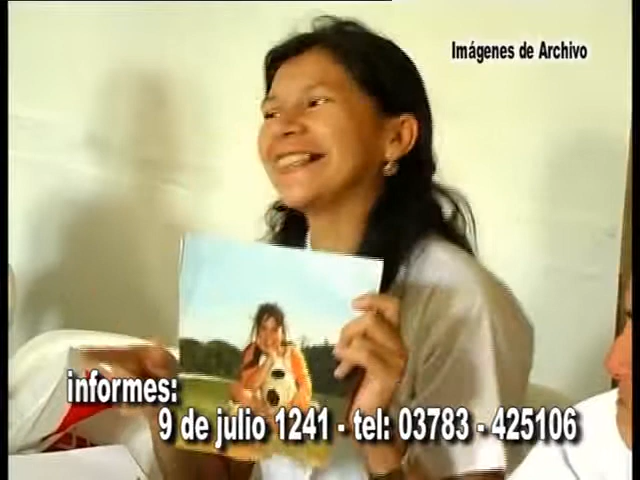 Imágenes de Archivo
informes:
9 de julio 1241 - tel: 03783 - 425106